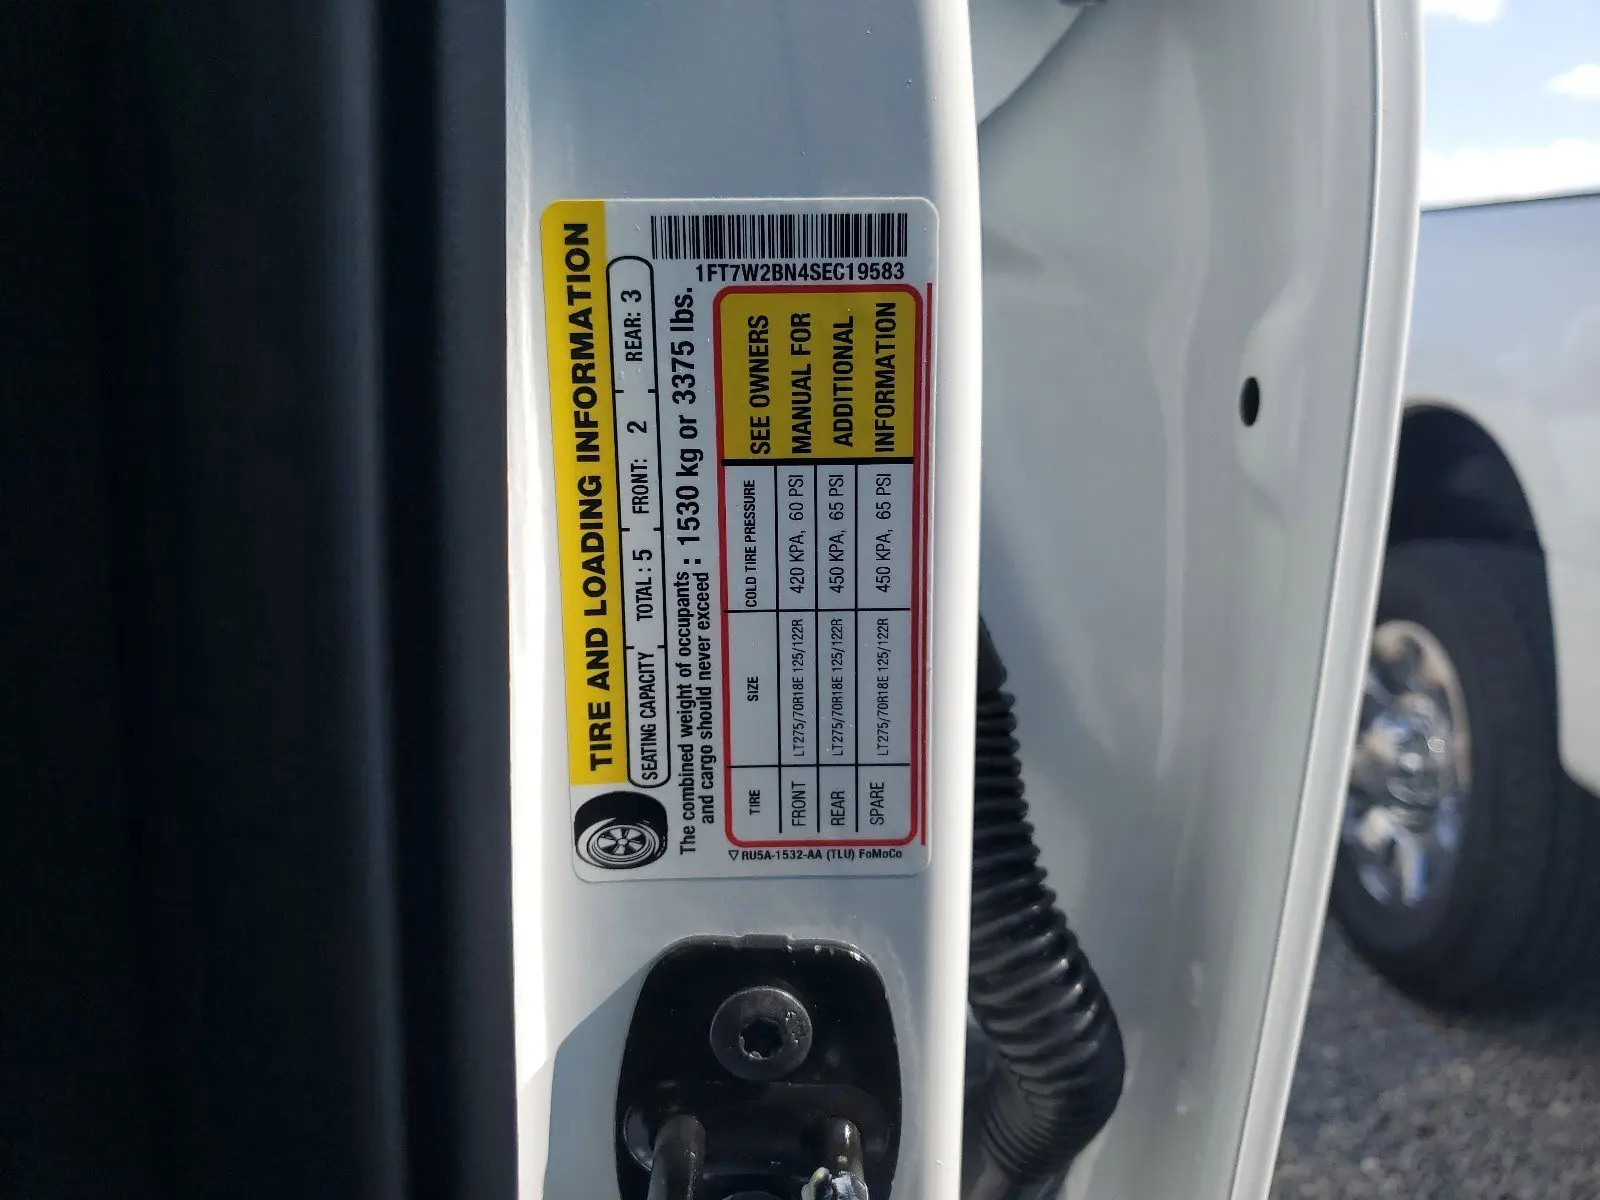 TIRE AND LOADING INFORMATION
SEATING CAPACITY TOTAL : 5 FRONT: 2 REAR: 3
The combined weight of occupants
and cargo should never exceed : 1530 kg or 3375 lbs.
1FT7W2BN4SEC19583
TIRE SIZE COLD TIRE PRESSURE
FRONT LT275/70R18E 125/122R 420 KPA, 60 PSI
REAR LT275/70R18E 125/122R 450 KPA, 65 PSI
SPARE LT275/70R18E 125/122R 450 KPA, 65 PSI
SEE OWNERS
MANUAL FOR
ADDITIONAL
INFORMATION
RU5A-1532-AA (TLU) FoMoCo